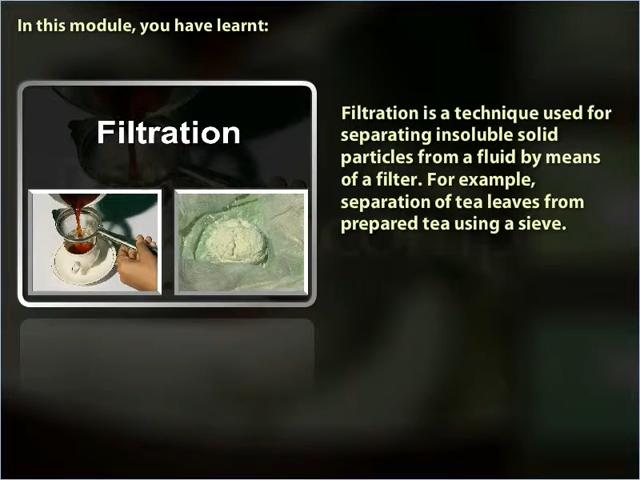 In this module, you have learnt:
Filtration
Filtration is a technique used for
separating insoluble solid
particles from a fluid by means
of a filter. For example,
separation of tea leaves from
prepared tea using a sieve.